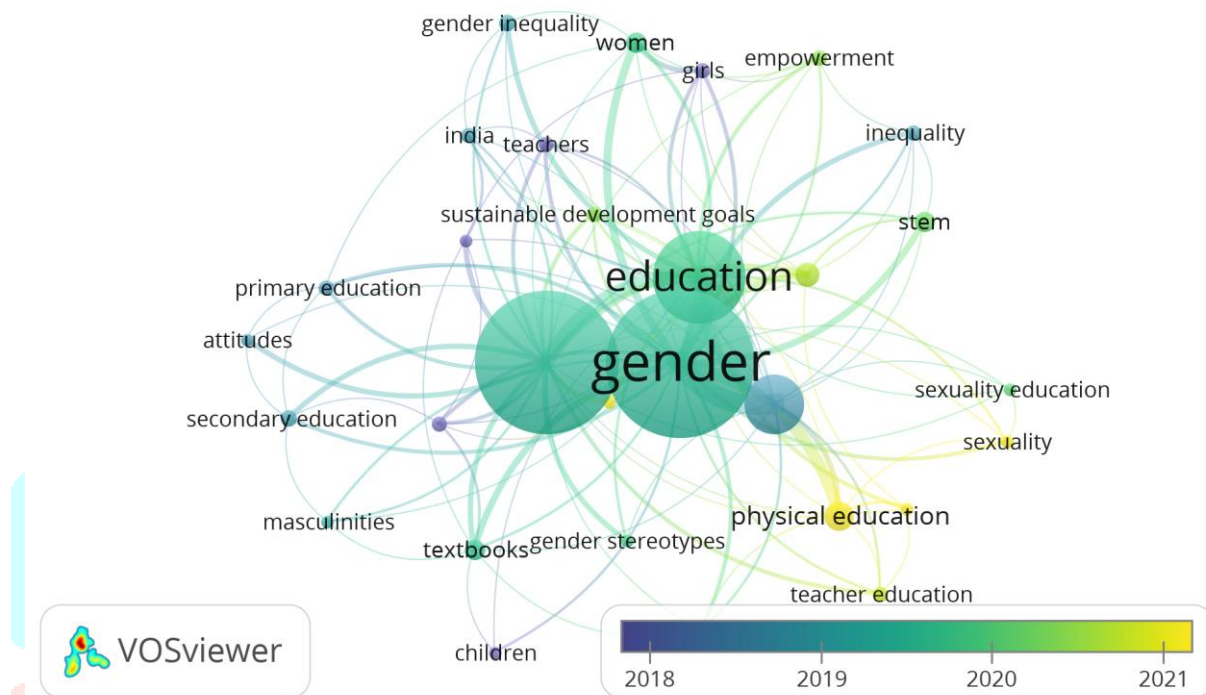 gender inequality
women
girls
empowerment
india
teachers
inequality
sustainable development goals
stem
education
primary education
attitudes
gender
secondary education
sexuality education
sexuality
masculinities
physical education
textbooks
gender stereotypes
teacher education
children
VOSviewer
2018
2019
2020
2021